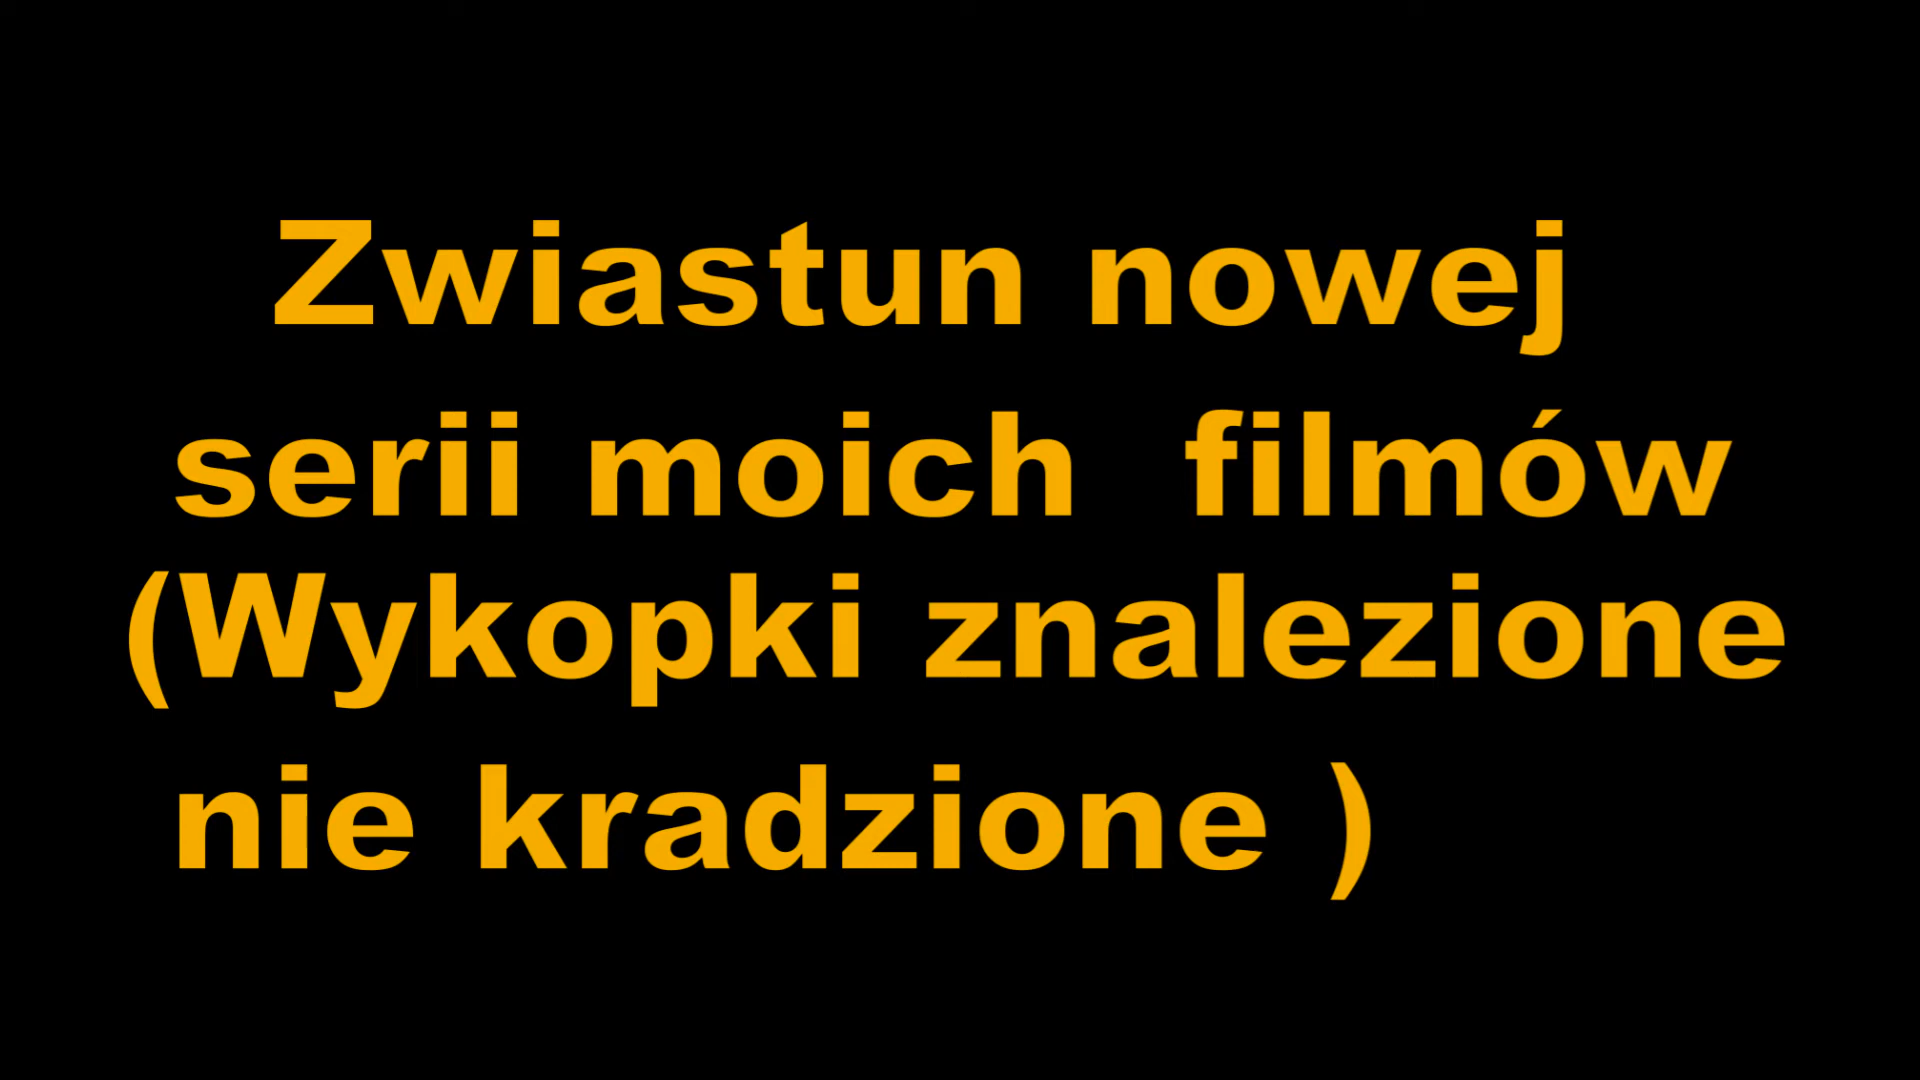 Zwiastun nowej
serii moich  filmów
(Wykopki znalezione
nie kradzione )